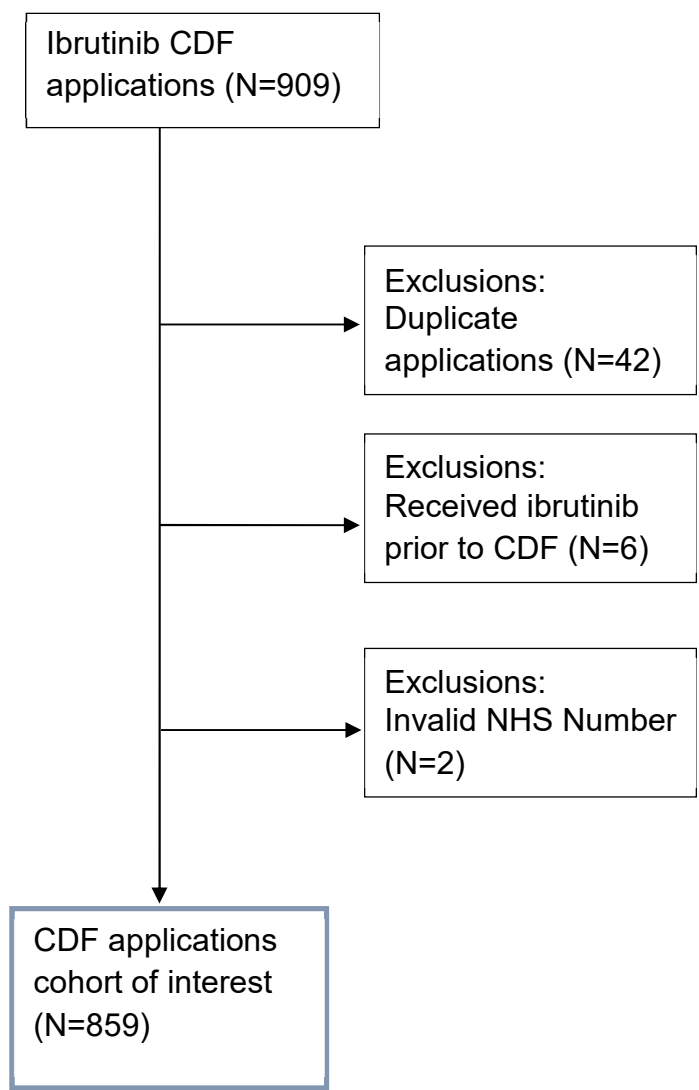 Ibrutinib CDF
applications (N=909)
Exclusions:
Duplicate
applications (N=42)
Exclusions:
Received ibrutinib
prior to CDF (N=6)
Exclusions:
Invalid NHS Number
(N=2)
CDF applications
cohort of interest
(N=859)